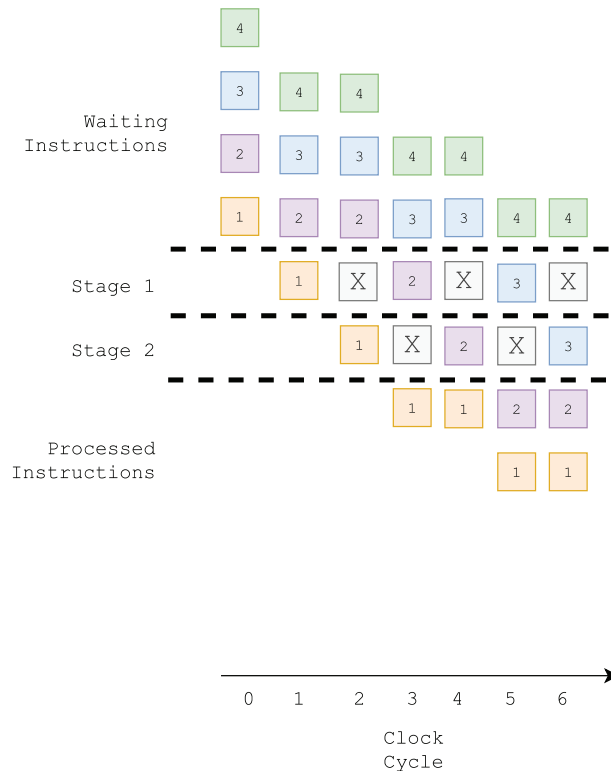 4
3 4 4
Waiting
Instructions
2 3 3 4 4
1 2 2 3 3 4 4
Stage 1 1 X 2 X 3 X
Stage 2 1 X 2 X 3
1 1 2 2
Processed
Instructions
1 1
0 1 2 3 4 5 6
Clock
Cycle